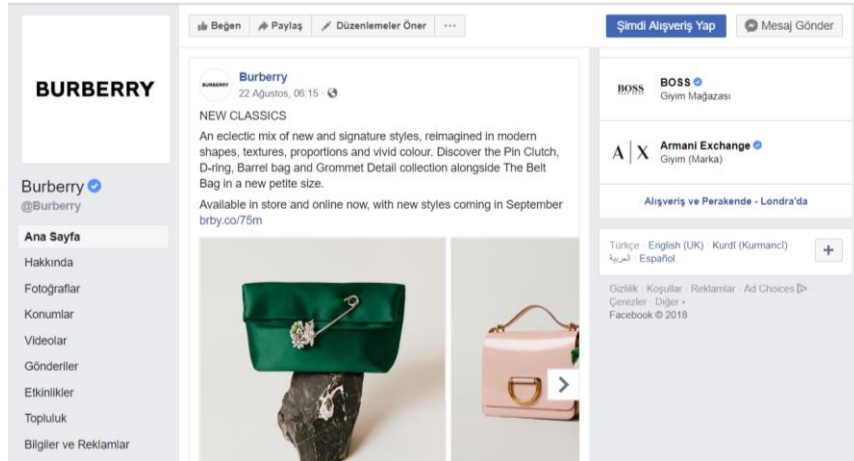 BURBERRY
Burberry
@Burberry
Ana Sayfa
Hakkında
Fotoğraflar
Konumlar
Videolar
Gönderiler
Etkinlikler
Topluluk
Bilgiler ve Reklamlar
Beğen Paylaş Düzenlemeler Öner ...
BURBERRY
Burberry
22 Ağustos, 06:15 ·
NEW CLASSICS
An eclectic mix of new and signature styles, reimagined in modern
shapes, textures, proportions and vivid colour. Discover the Pin Clutch,
D-ring, Barrel bag and Grommet Detail collection alongside The Belt
Bag in a new petite size.
Available in store and online now, with new styles coming in September
brby.co/75m
Şimdi Alışveriş Yap Mesaj Gönder
BOSS
BOSS
Giyim Mağazası
A|X
Armani Exchange
Giyim (Marka)
Alışveriş ve Perakende - Londra'da
Türkçe · English (UK) · Kurdî (Kurmancî) ·
العربية · Español
+
Gizlilik · Koşullar · Reklamlar · Ad Choices ·
Çerezler · Diğer
Facebook © 2018